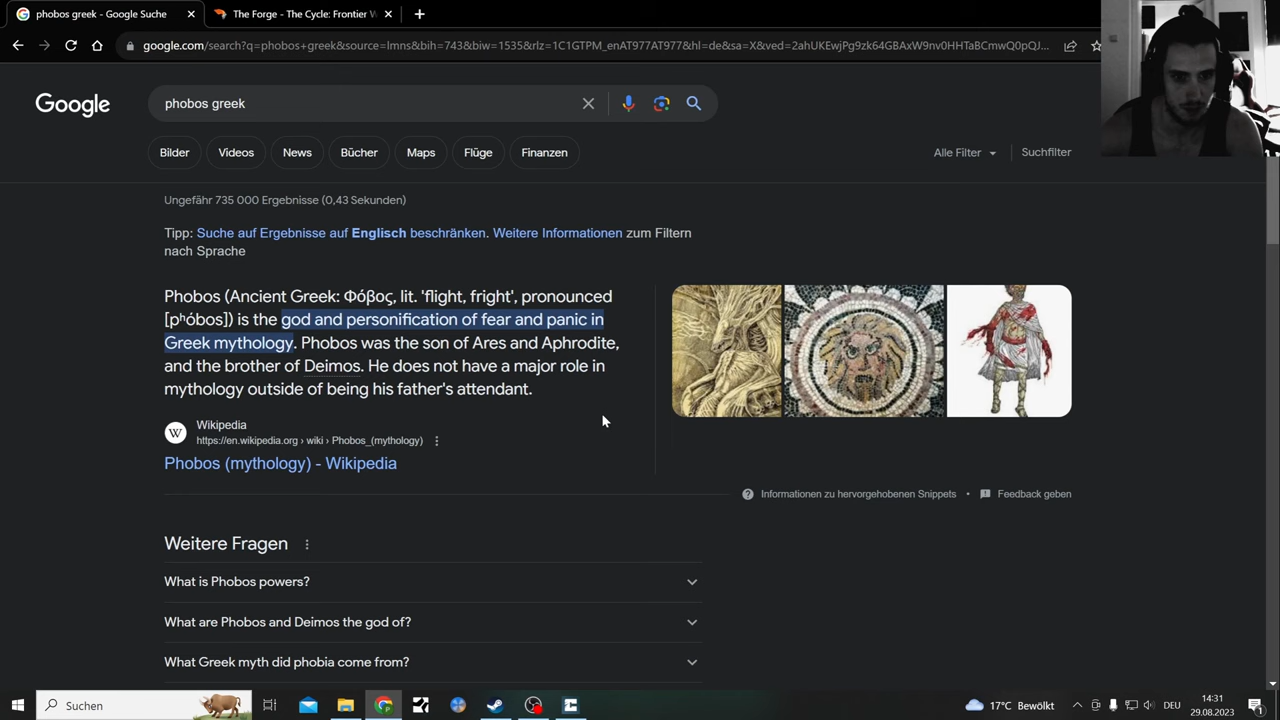 phobos greek - Google Suche
The Forge - The Cycle: Frontier W
google.com/search?q=phobos+greek&source=lmns&bih=743&biw=1535&rlz=1C1GTPM_enAT977AT977&hl=de&sa=X&ved=2ahUKEwjPg9zk64GBAxW9nv0HHTaBCmwQ0pQJ...
Google
phobos greek
Bilder
Videos
News
Bücher
Maps
Flüge
Finanzen
Alle Filter
Suchfilter
Ungefähr 735 000 Ergebnisse (0,43 Sekunden)
Tipp: Suche auf Ergebnisse auf Englisch beschränken. Weitere Informationen zum Filtern
nach Sprache
Phobos (Ancient Greek: Φόβος, lit. 'flight, fright', pronounced
[pʰóbos]) is the god and personification of fear and panic in
Greek mythology. Phobos was the son of Ares and Aphrodite,
and the brother of Deimos. He does not have a major role in
mythology outside of being his father's attendant.
W
Wikipedia
https://en.wikipedia.org › wiki › Phobos_(mythology)
Phobos (mythology) - Wikipedia
Informationen zu hervorgehobenen Snippets • Feedback geben
Weitere Fragen
What is Phobos powers?
What are Phobos and Deimos the god of?
What Greek myth did phobia come from?
Suchen
17°C Bewölkt
DEU
14:31
29.08.2023
1